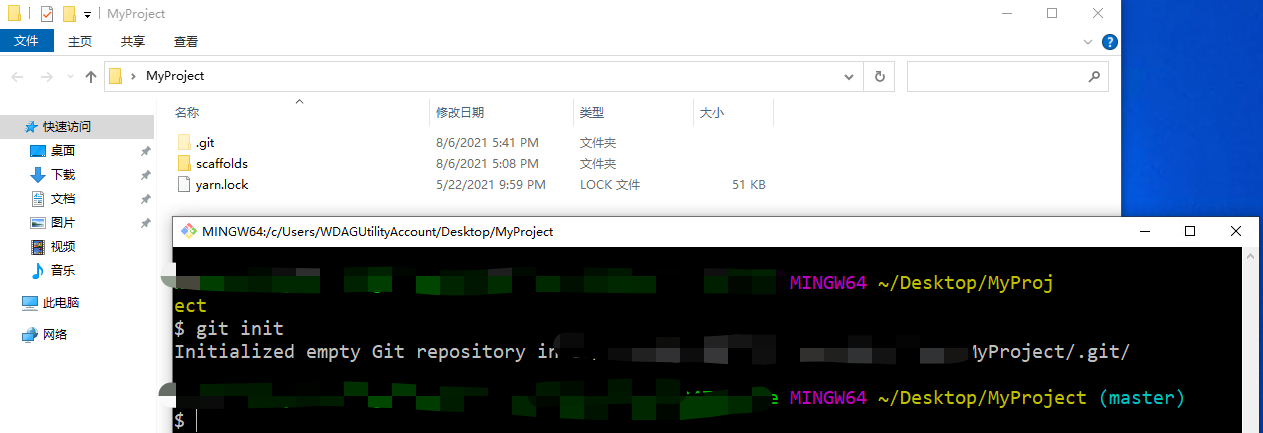 MyProject
文件 主页 共享 查看
MyProject
名称 修改日期 类型 大小
快速访问
桌面
下载
文档
图片
视频
音乐
此电脑
网络
.git 8/6/2021 5:41 PM 文件夹
scaffolds 8/6/2021 5:08 PM 文件夹
yarn.lock 5/22/2021 9:59 PM LOCK 文件 51 KB
MINGW64:/c/Users/WDAGUtilityAccount/Desktop/MyProject
MINGW64 ~/Desktop/MyProj
ect
$ git init
Initialized empty Git repository in MyProject/.git/
MINGW64 ~/Desktop/MyProject (master)
$